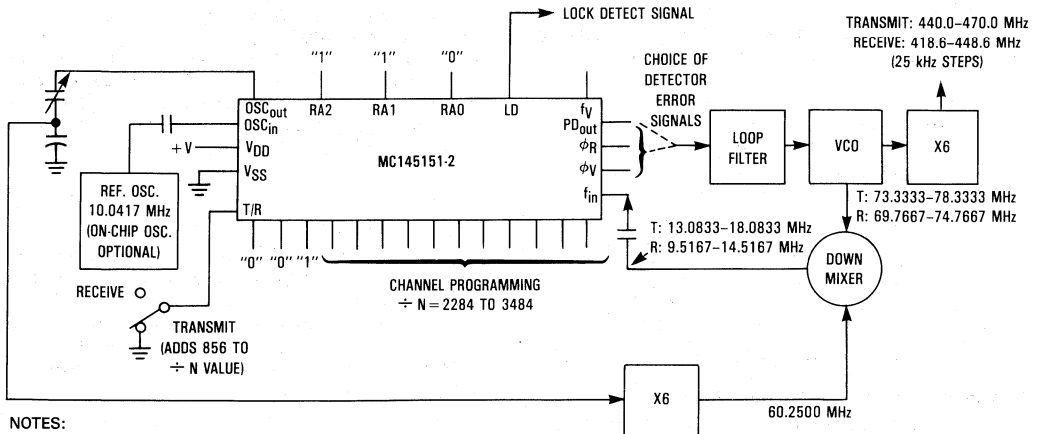 LOCK DETECT SIGNAL
TRANSMIT: 440.0–470.0 MHz
RECEIVE: 418.6–448.6 MHz
(25 kHz STEPS)
"1" "1" "0"
CHOICE OF
DETECTOR
ERROR
SIGNALS
OSCout RA2 RA1 RA0 LD fV
OSCin
VDD
VSS
T/R
+V
MC145151-2
PDout
ϕR
ϕV
fin
LOOP
FILTER
VCO
X6
REF. OSC.
10.0417 MHz
(ON-CHIP OSC.
OPTIONAL)
T: 73.3333–78.3333 MHz
R: 69.7667–74.7667 MHz
T: 13.0833–18.0833 MHz
R: 9.5167–14.5167 MHz
DOWN
MIXER
"0" "0" "1"
CHANNEL PROGRAMMING
÷ N = 2284 TO 3484
RECEIVE
TRANSMIT
(ADDS 856 TO
÷ N VALUE)
X6
60.2500 MHz
NOTES: